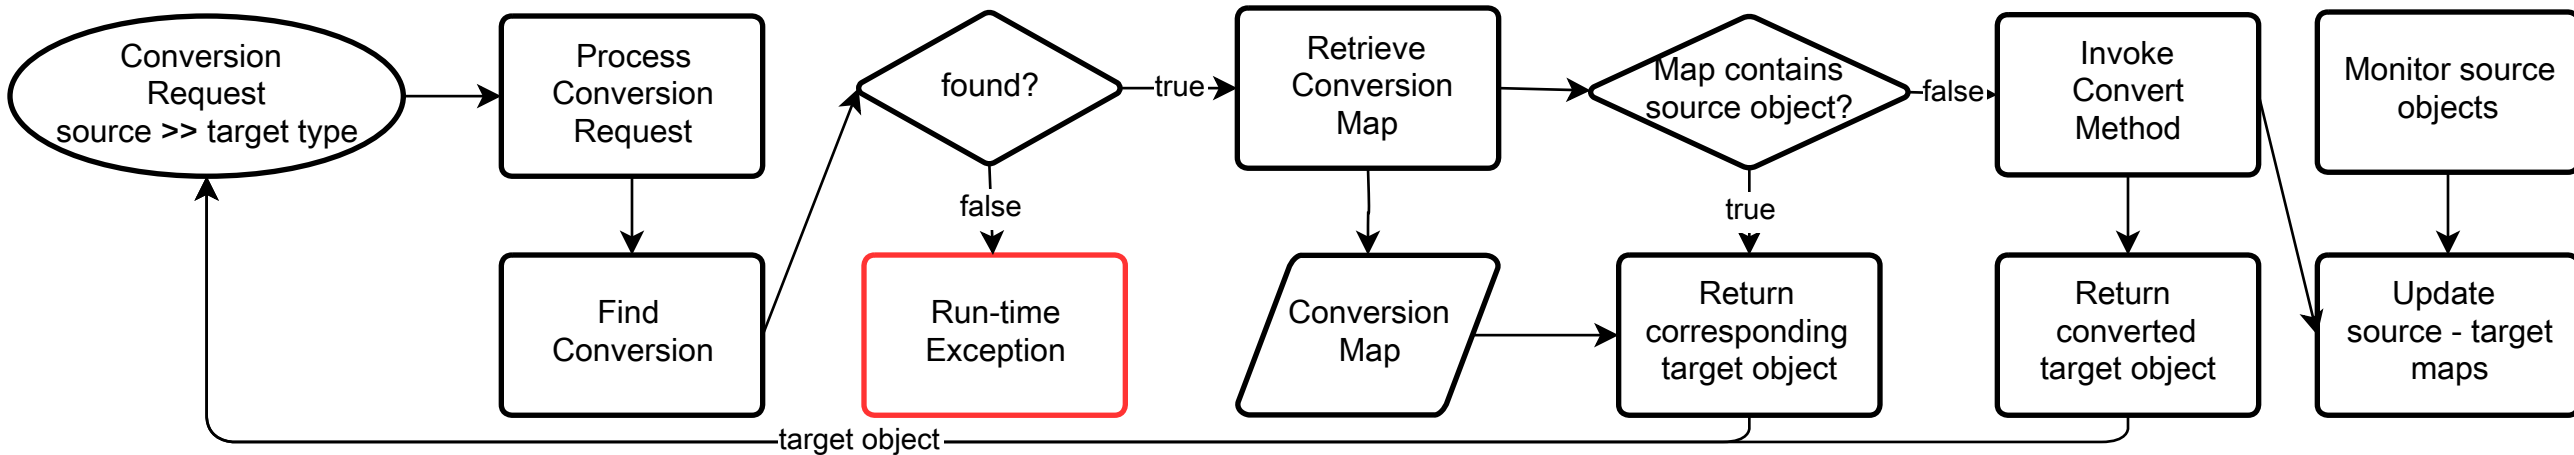 Conversion
Request
source >> target type
Process
Conversion
Request
found?
true
Retrieve
Conversion
Map
Map contains
source object?
false
Invoke
Convert
Method
Monitor source
objects
false
true
Find
Conversion
Run-time
Exception
Conversion
Map
Return
corresponding
target object
Return
converted
target object
Update
source - target
maps
target object